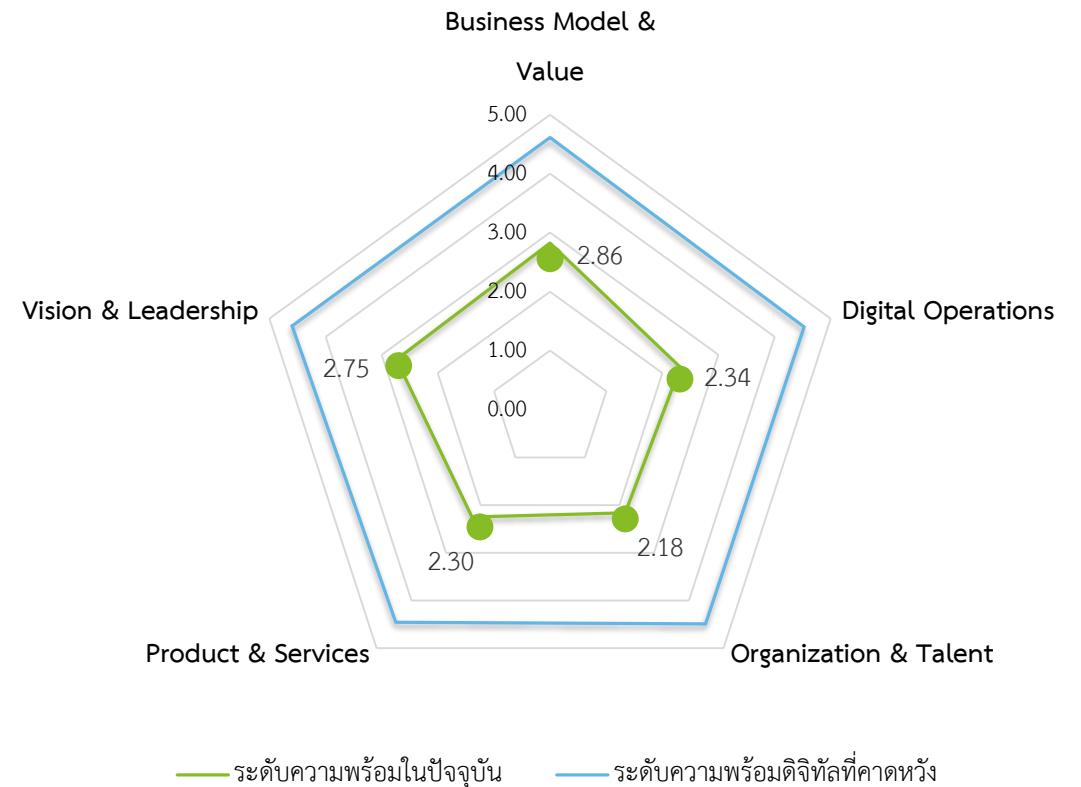 Business Model &
Value
5.00
4.00
3.00
2.86
2.00
Vision & Leadership
Digital Operations
1.00
2.75
2.34
0.00
2.18
2.30
Product & Services
Organization & Talent
ระดับความพร้อมในปัจจุบัน
ระดับความพร้อมดิจิทัลที่คาดหวัง